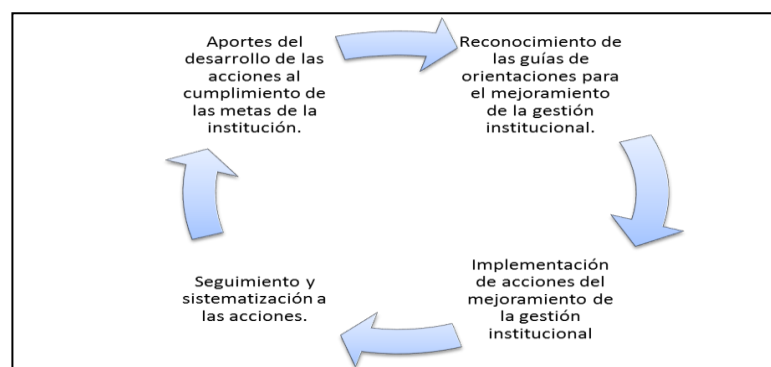 Aportes del
desarrollo de las
acciones al
cumplimiento de
las metas de la
institución.
Reconocimiento de
las guías de
orientaciones para
el mejoramiento
de la gestión
institucional.
Implementación
de acciones del
mejoramiento de
la gestión
institucional
Seguimiento y
sistematización a
las acciones.